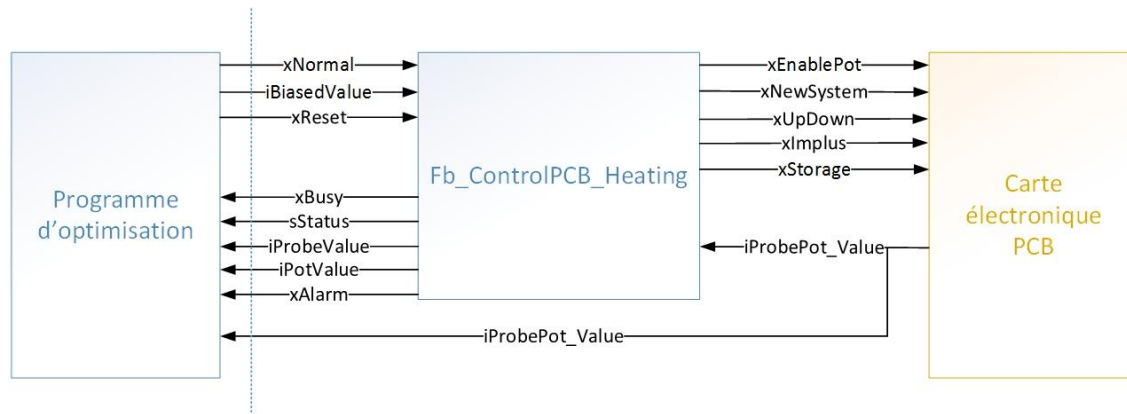 xNormal
iBiasedValue
xReset
xBusy
sStatus
iProbeValue
iPotValue
xAlarm
Programme
d'optimisation
Fb_ControlPCB_Heating
xEnablePot
xNewSystem
xUpDown
xImplus
xStorage
iProbePot_Value
iProbePot_Value
Carte
électronique
PCB